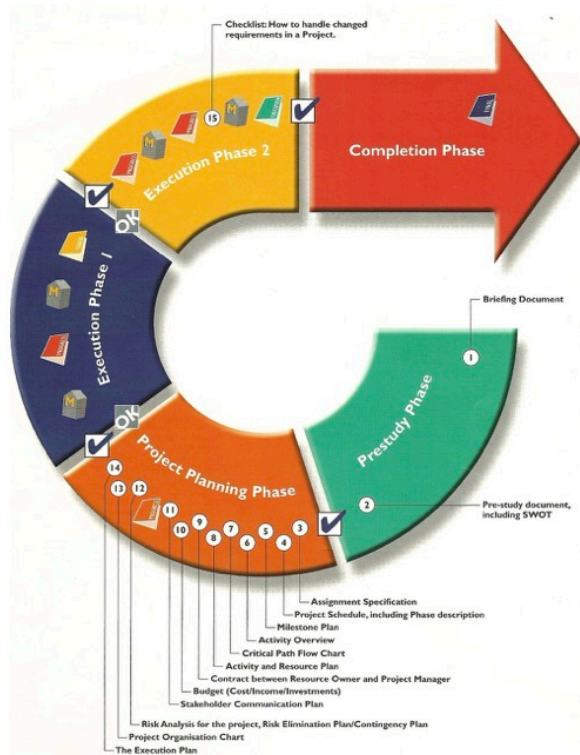 Checklist: How to handle changed
requirements in a Project.
15
Execution Phase 2
Completion Phase
OK
Execution Phase 1
Briefing Document
1
Prestudy Phase
OK
Project Planning Phase
14
13
12
11
10
9
8
7
6
5
4
3
2
Pre-study document,
including SWOT
Assignment Specification
Project Schedule, including Phase description
Milestone Plan
Activity Overview
Critical Path Flow Chart
Activity and Resource Plan
Contract between Resource Owner and Project Manager
Budget (Cost/Income/Investments)
Stakeholder Communication Plan
Risk Analysis for the project, Risk Elimination Plan/Contingency Plan
Project Organisation Chart
The Execution Plan
M
M
M
M